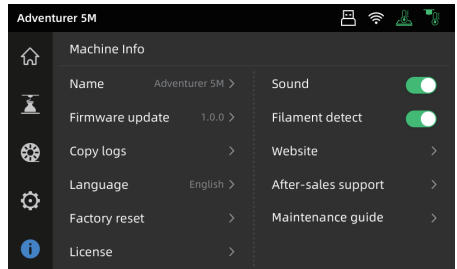 Adventurer 5M
Machine Info
Name Adventurer 5M >
Firmware update 1.0.0 >
Copy logs >
Language English >
Factory reset >
License >
Sound
Filament detect
Website >
After-sales support >
Maintenance guide >